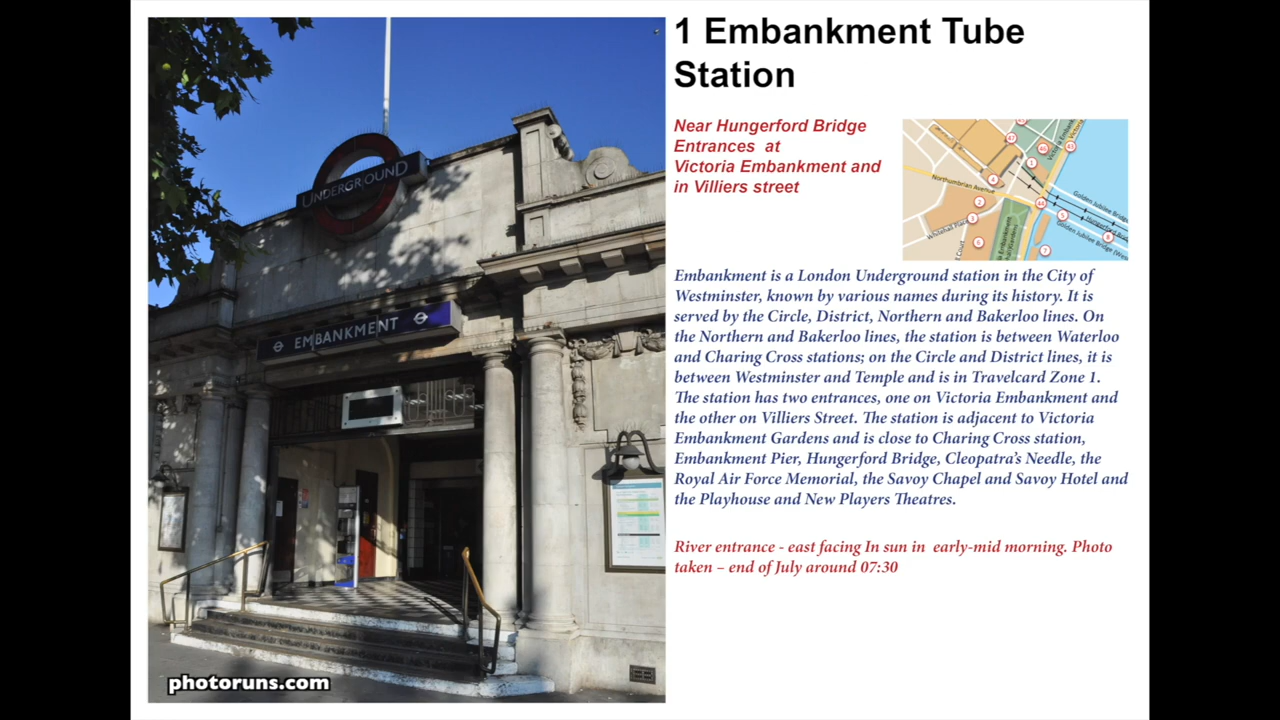 1 Embankment Tube
Station
Near Hungerford Bridge
Entrances at
Victoria Embankment and
in Villiers street
Embankment is a London Underground station in the City of
Westminster, known by various names during its history. It is
served by the Circle, District, Northern and Bakerloo lines. On
the Northern and Bakerloo lines, the station is between Waterloo
and Charing Cross stations; on the Circle and District lines, it is
between Westminster and Temple and is in Travelcard Zone 1.
The station has two entrances, one on Victoria Embankment and
the other on Villiers Street. The station is adjacent to Victoria
Embankment Gardens and is close to Charing Cross station,
Embankment Pier, Hungerford Bridge, Cleopatra's Needle, the
Royal Air Force Memorial, the Savoy Chapel and Savoy Hotel and
the Playhouse and New Players Theatres.
River entrance - east facing In sun in early-mid morning. Photo
taken – end of July around 07:30
UNDERGROUND
EMBANKMENT
photoruns.com
Northumbrian Avenue
Whitehall Plac
Golden Jubilee Bridg
Golden Jubilee Bridge (Wes